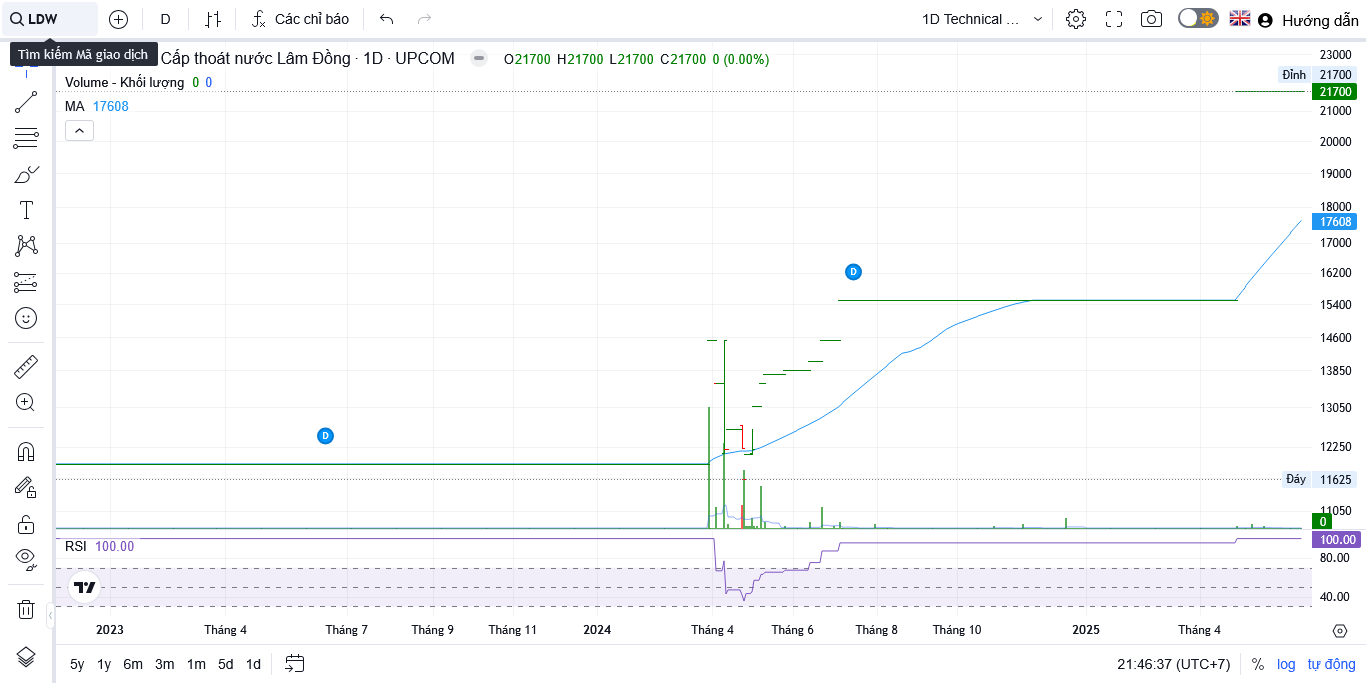 LDW
D
Các chỉ báo
1D Technical ...
Hướng dẫn
Tìm kiếm Mã giao dịch
Cấp thoát nước Lâm Đồng · 1D · UPCOM
O21700 H21700 L21700 C21700 0 (0.00%)
Volume - Khối lượng 0 0
MA 17608
23000
Đỉnh 21700
21700
21000
20000
19000
18000
17608
17000
16200
15400
14600
13850
13050
12250
Đáy 11625
11050
0
D
D
RSI 100.00
100.00
80.00
40.00
2023
Tháng 4
Tháng 7
Tháng 9
Tháng 11
2024
Tháng 4
Tháng 6
Tháng 8
Tháng 10
2025
Tháng 4
5y 1y 6m 3m 1m 5d 1d
21:46:37 (UTC+7)
% log tự động